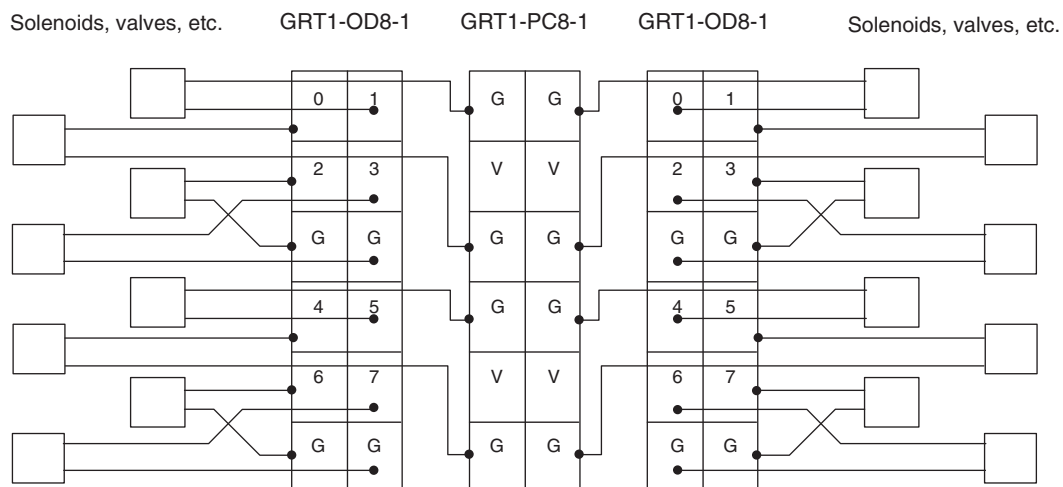 Solenoids, valves, etc. GRT1-OD8-1 GRT1-PC8-1 GRT1-OD8-1 Solenoids, valves, etc.
0 1 G G 0 1
2 3 V V 2 3
G G G G G G
4 5 G G 4 5
6 7 V V 6 7
G G G G G G